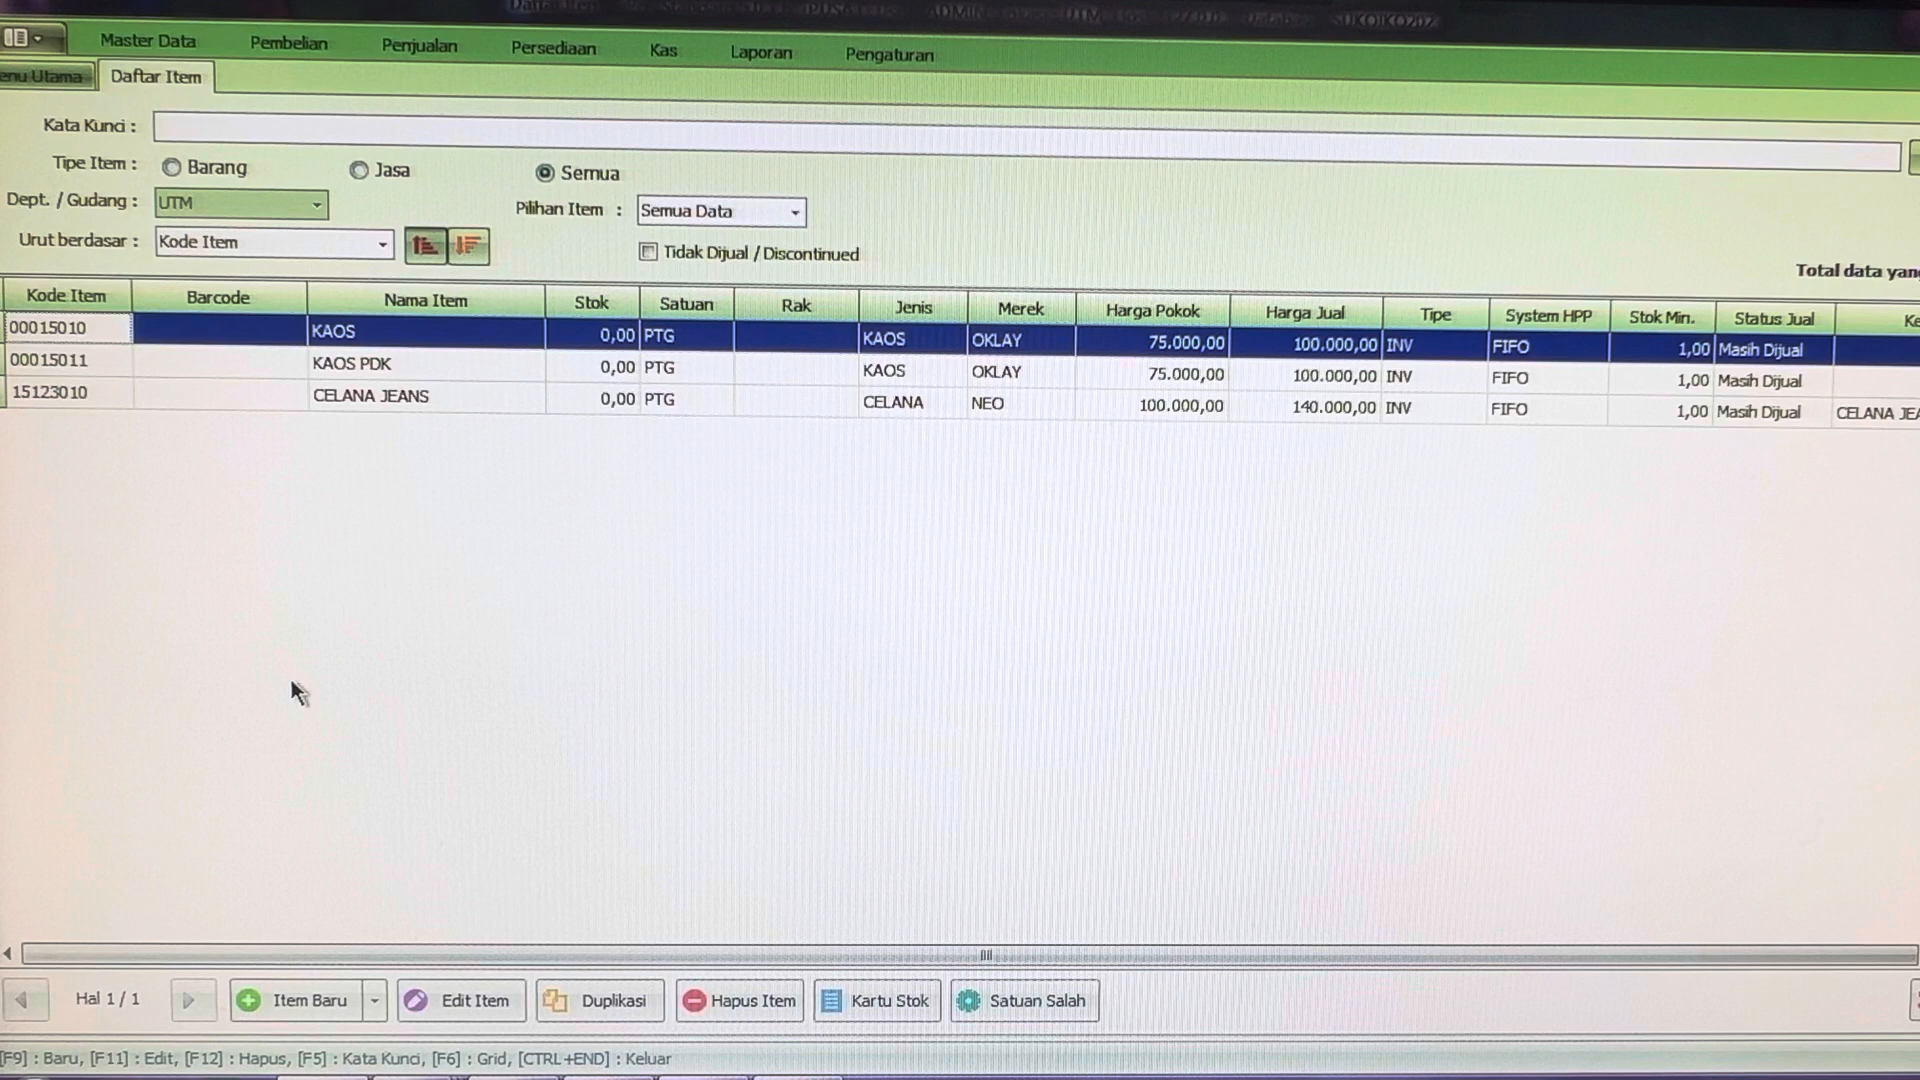 Master Data Pembelian Penjualan Persediaan Kas Laporan Pengaturan
enu Utama Daftar Item
Kata Kunci :
Tipe Item : Barang Jasa Semua
Dept. / Gudang : UTM Pilihan Item : Semua Data
Urut berdasar : Kode Item Tidak Dijual / Discontinued
Total data yang
Kode Item Barcode Nama Item Stok Satuan Rak Jenis Merek Harga Pokok Harga Jual Tipe System HPP Stok Min. Status Jual Ke
00015010 KAOS 0,00 PTG KAOS OKLAY 75.000,00 100.000,00 INV FIFO 1,00 Masih Dijual
00015011 KAOS PDK 0,00 PTG KAOS OKLAY 75.000,00 100.000,00 INV FIFO 1,00 Masih Dijual
15123010 CELANA JEANS 0,00 PTG CELANA NEO 100.000,00 140.000,00 INV FIFO 1,00 Masih Dijual CELANA JEA
Hal 1 / 1 Item Baru Edit Item Duplikasi Hapus Item Kartu Stok Satuan Salah
[F9] : Baru, [F11] : Edit, [F12] : Hapus, [F5] : Kata Kunci, [F6] : Grid, [CTRL+END] : Keluar